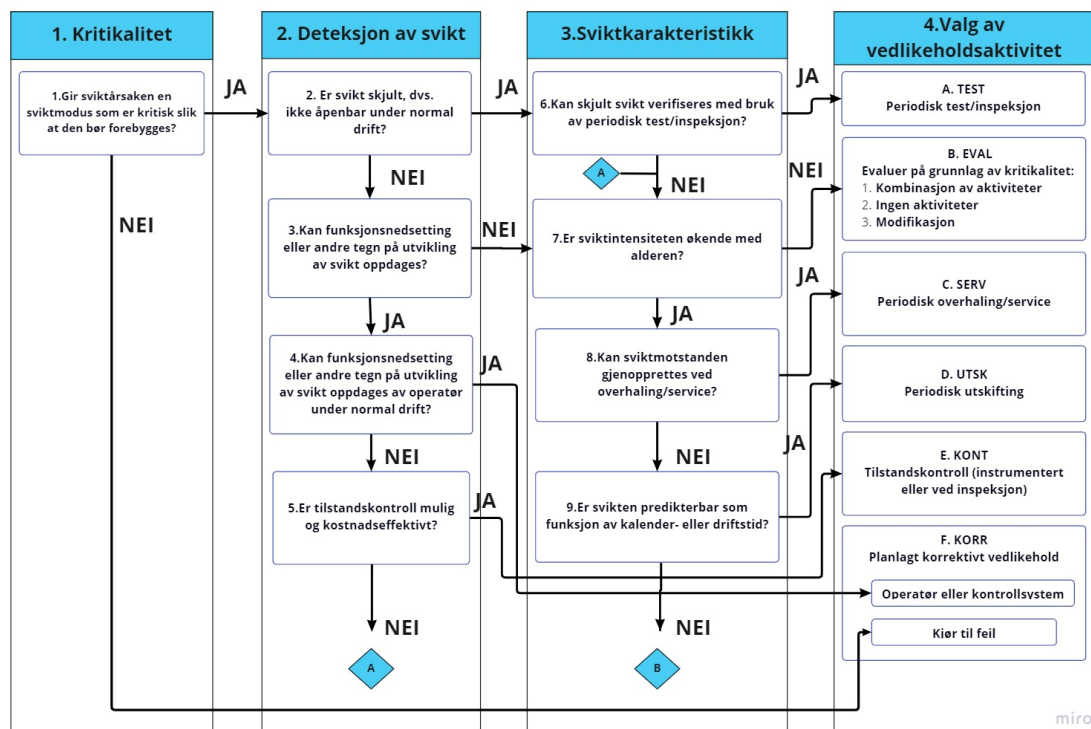 1. Kritikalitet
1.Gir sviktårsaken en
sviktmodus som er kritisk slik
at den bør forebygges?
JA
NEI
2. Deteksjon av svikt
2. Er svikt skjult, dvs.
ikke åpenbar under normal
drift?
JA
NEI
3.Kan funksjonsnedsetting
eller andre tegn på utvikling
av svikt oppdages?
NEI
JA
4.Kan funksjonsnedsetting
eller andre tegn på utvikling
av svikt oppdages av operatør
under normal drift?
JA
NEI
5.Er tilstandskontroll mulig
og kostnadseffektivt?
JA
NEI
A
3.Sviktkarakteristikk
6.Kan skjult svikt verifiseres med bruk
av periodisk test/inspeksjon?
JA
A
NEI
7.Er sviktintensiteten økende med
alderen?
NEI
JA
8.Kan sviktmotstanden
gjenopprettes ved
overhaling/service?
JA
NEI
9.Er svikten predikterbar som
funksjon av kalender- eller driftstid?
JA
NEI
B
4.Valg av
vedlikeholdsaktivitet
A. TEST
Periodisk test/inspeksjon
B. EVAL
Evaluer på grunnlag av kritikalitet:
1. Kombinasjon av aktiviteter
2. Ingen aktiviteter
3. Modifikasjon
C. SERV
Periodisk overhaling/service
D. UTSK
Periodisk utskifting
E. KONT
Tilstandskontroll (instrumentert
eller ved inspeksjon)
F. KORR
Planlagt korrektivt vedlikehold
Operatør eller kontrollsystem
Kjør til feil
miro